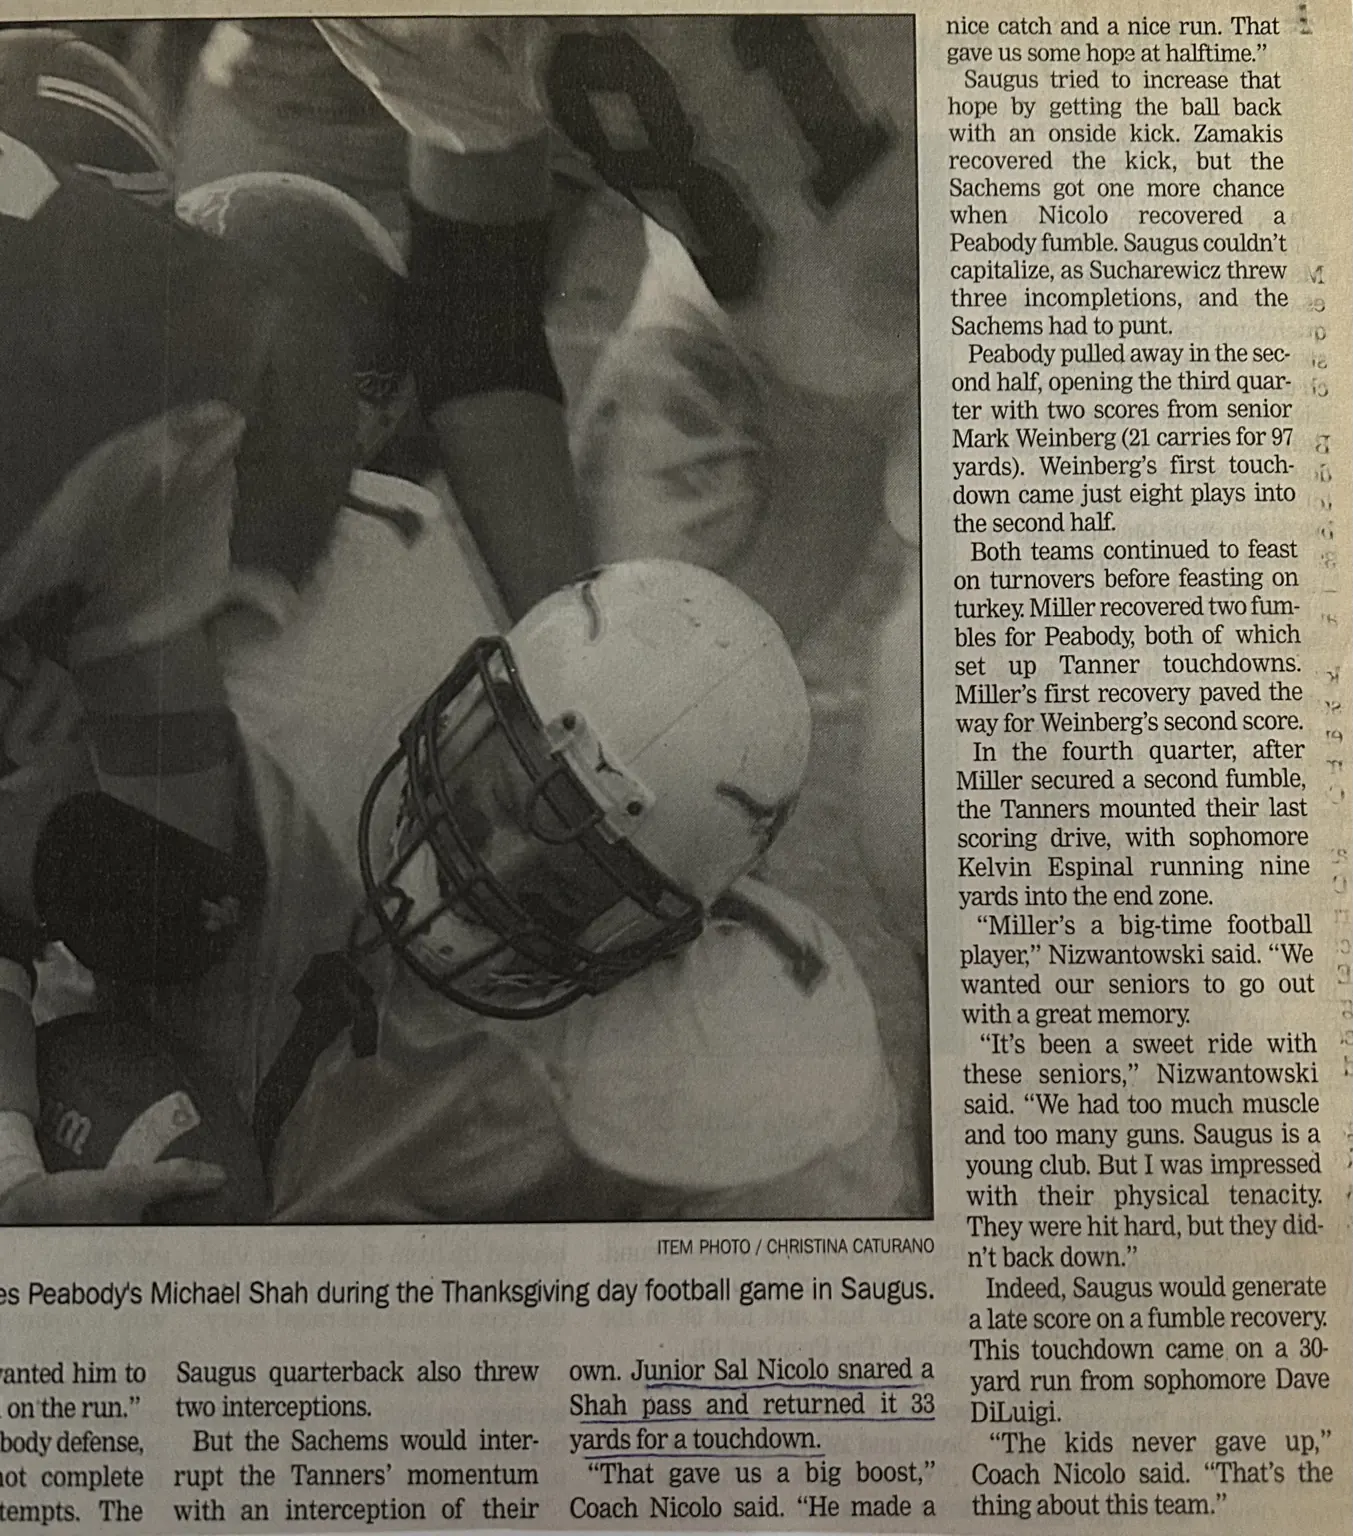 ITEM PHOTO / CHRISTINA CATURANO
es Peabody's Michael Shah during the Thanksgiving day football game in Saugus.
anted him to
on the run.”
body defense,
ot complete
tempts. The
Saugus quarterback also threw
two interceptions.
But the Sachems would inter-
rupt the Tanners’ momentum
with an interception of their
own. Junior Sal Nicolo snared a
Shah pass and returned it 33
yards for a touchdown.
“That gave us a big boost,”
Coach Nicolo said. “He made a
nice catch and a nice run. That
gave us some hope at halftime.”
Saugus tried to increase that
hope by getting the ball back
with an onside kick. Zamakis
recovered the kick, but the
Sachems got one more chance
when Nicolo recovered a
Peabody fumble. Saugus couldn’t
capitalize, as Sucharewicz threw
three incompletions, and the
Sachems had to punt.
Peabody pulled away in the sec-
ond half, opening the third quar-
ter with two scores from senior
Mark Weinberg (21 carries for 97
yards). Weinberg’s first touch-
down came just eight plays into
the second half.
Both teams continued to feast
on turnovers before feasting on
turkey. Miller recovered two fum-
bles for Peabody, both of which
set up Tanner touchdowns.
Miller’s first recovery paved the
way for Weinberg’s second score.
In the fourth quarter, after
Miller secured a second fumble,
the Tanners mounted their last
scoring drive, with sophomore
Kelvin Espinal running nine
yards into the end zone.
“Miller’s a big-time football
player,” Nizwantowski said. “We
wanted our seniors to go out
with a great memory.
“It’s been a sweet ride with
these seniors,” Nizwantowski
said. “We had too much muscle
and too many guns. Saugus is a
young club. But I was impressed
with their physical tenacity.
They were hit hard, but they did-
n’t back down.”
Indeed, Saugus would generate
a late score on a fumble recovery.
This touchdown came on a 30-
yard run from sophomore Dave
DiLuigi.
“The kids never gave up,”
Coach Nicolo said. “That’s the
thing about this team.”